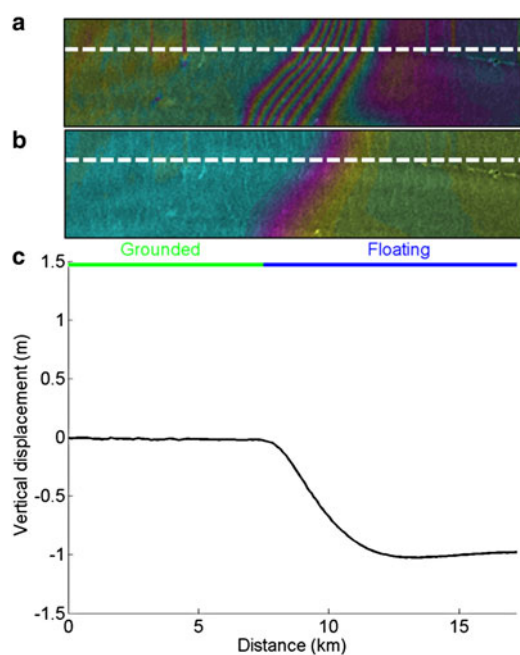 a
b
Grounded Floating
c
1.5
1
0.5
0
-0.5
-1
-1.5
Vertical displacement (m)
0 5 10 15
Distance (km)